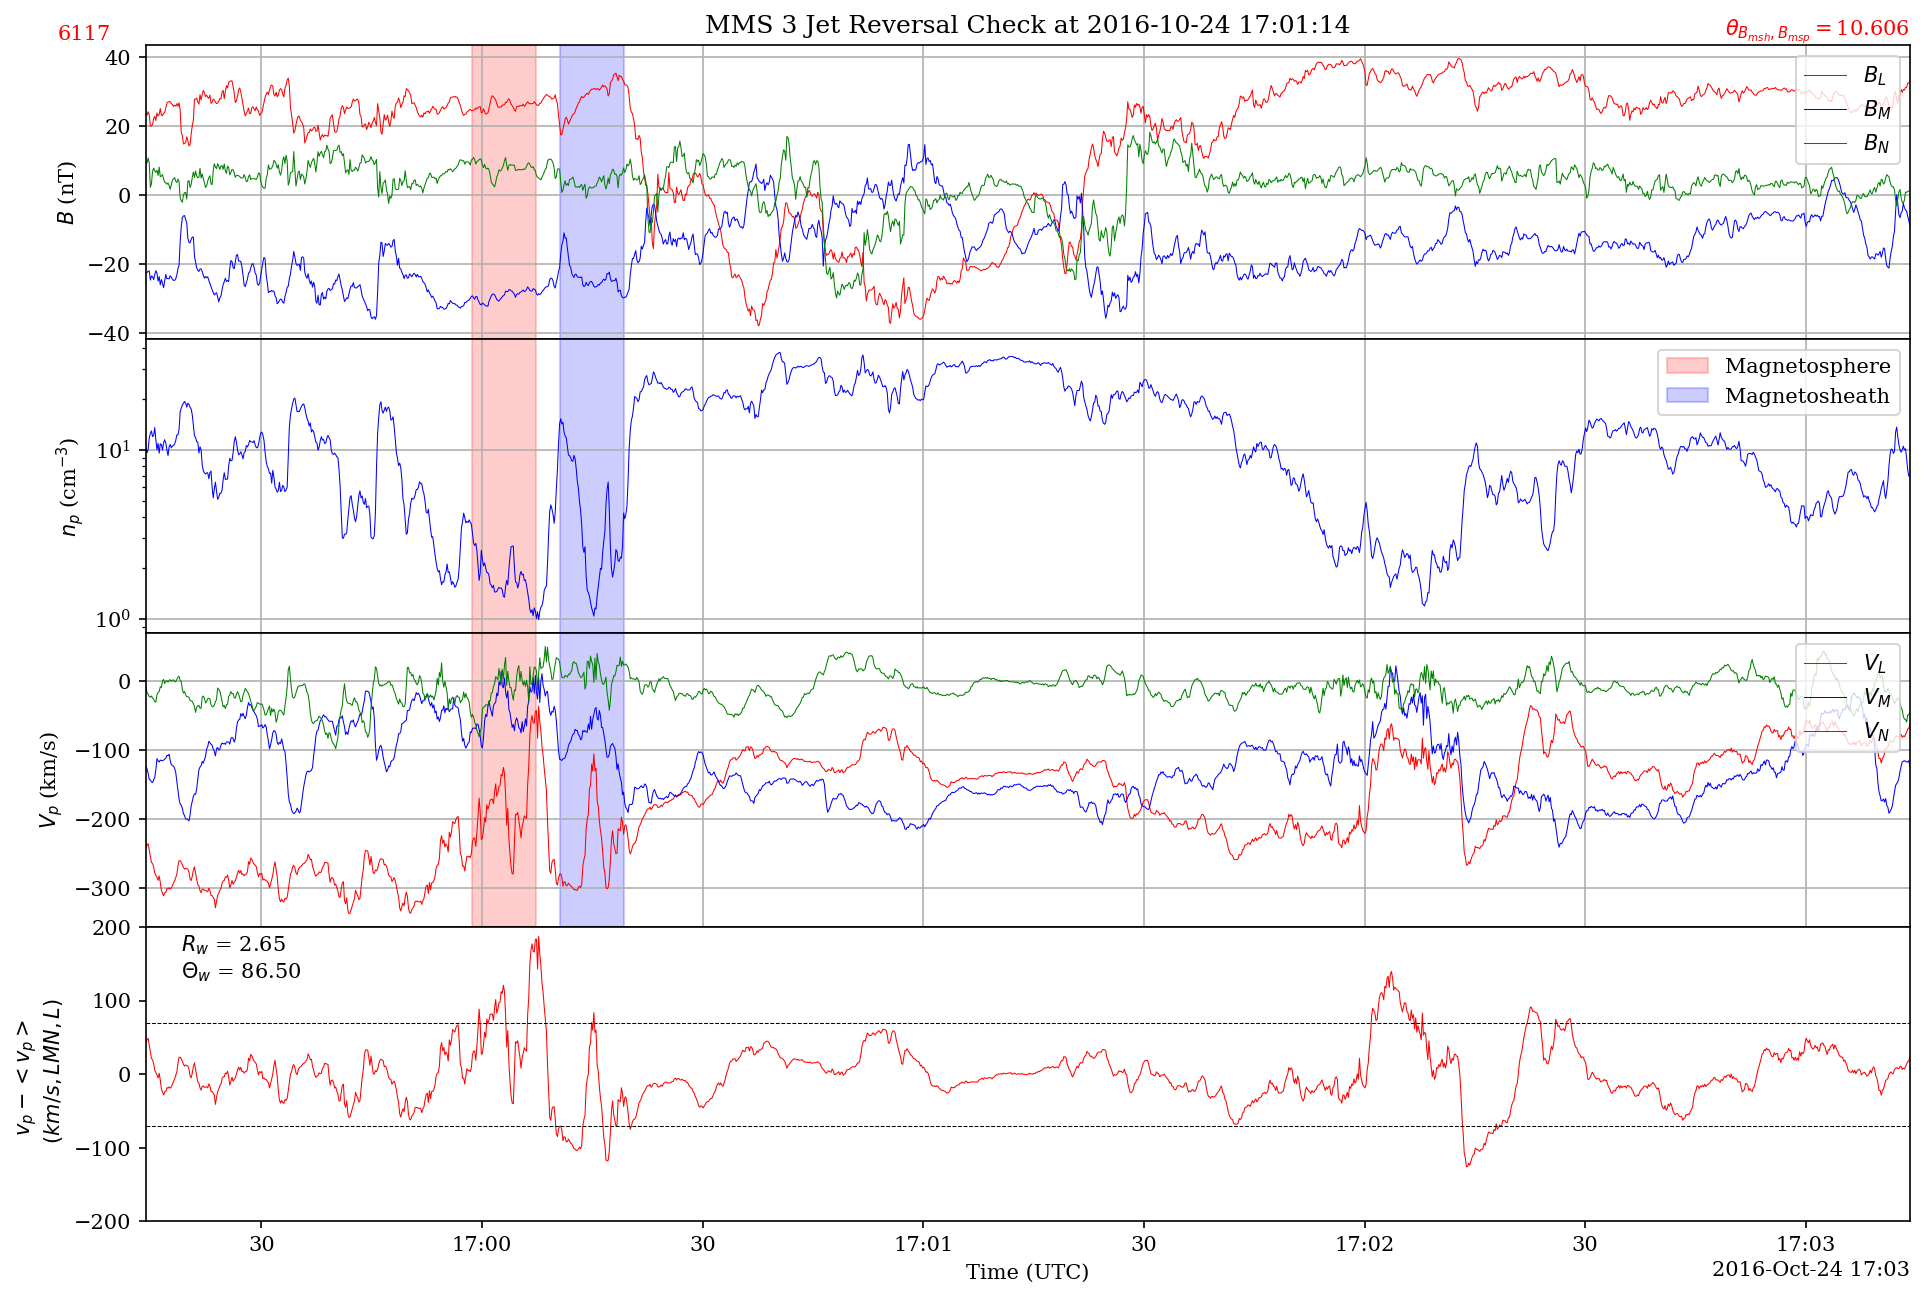 MMS 3 Jet Reversal Check at 2016-10-24 17:01:14
6117
θ_{B_{msh}, B_{msp}} = 10.606
40
20
0
−20
−40
B (nT)
B_L
B_M
B_N
10^1
10^0
n_p (cm^{−3})
Magnetosphere
Magnetosheath
0
−100
−200
−300
V_p (km/s)
V_L
V_M
V_N
200
100
0
−100
−200
v_p − <v_p>
(km/s, LMN, L)
R_w = 2.65
Θ_w = 86.50
30
17:00
30
17:01
30
17:02
30
17:03
Time (UTC)
2016-Oct-24 17:03